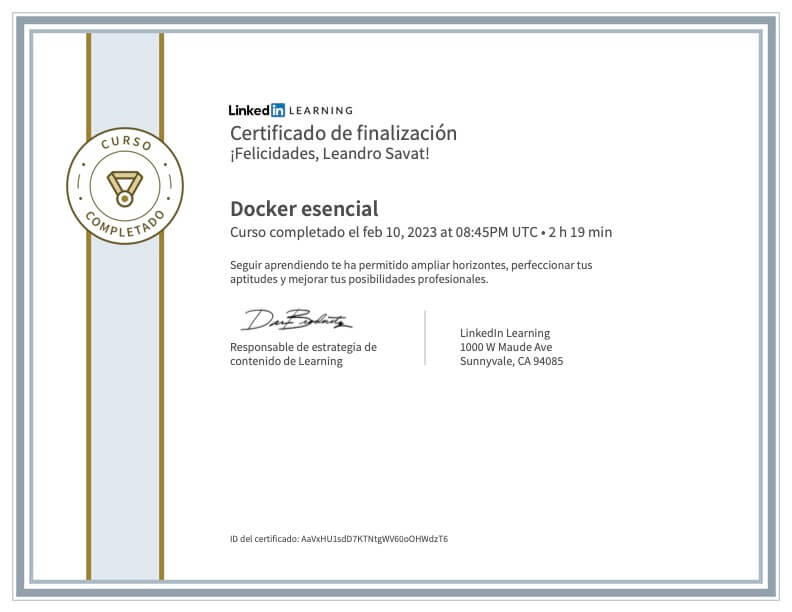 LinkedIn LEARNING
Certificado de finalización
¡Felicidades, Leandro Savat!
CURSO
COMPLETADO
Docker esencial
Curso completado el feb 10, 2023 at 08:45PM UTC • 2 h 19 min
Seguir aprendiendo te ha permitido ampliar horizontes, perfeccionar tus
aptitudes y mejorar tus posibilidades profesionales.
Responsable de estrategia de
contenido de Learning
LinkedIn Learning
1000 W Maude Ave
Sunnyvale, CA 94085
ID del certificado: AaVxHU1sdD7KTNtgWV60oOHWdzT6